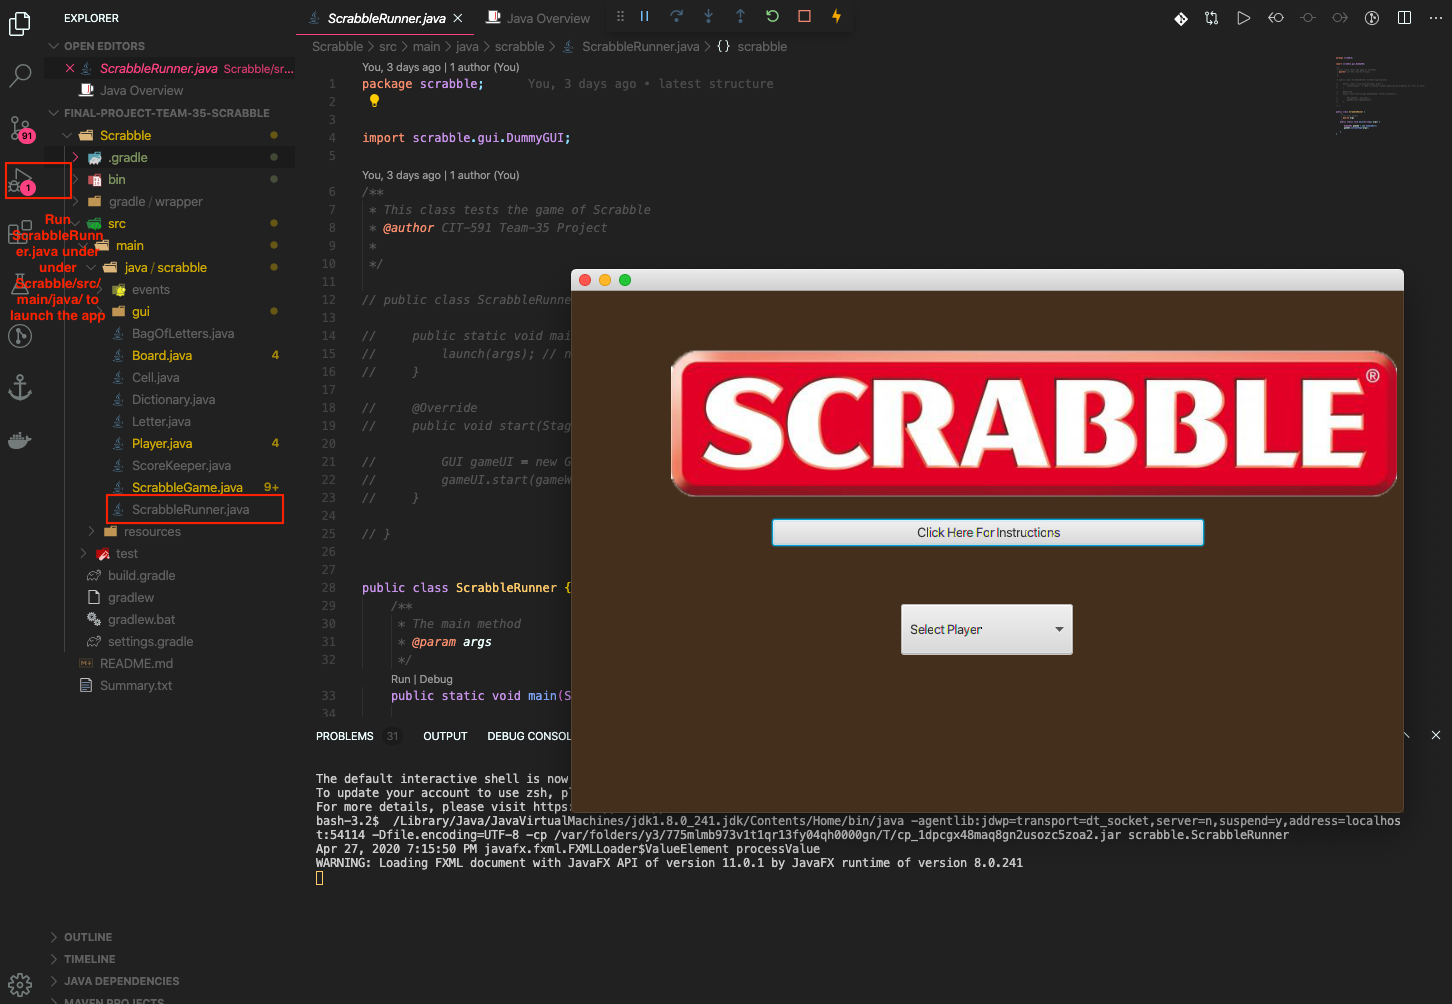 EXPLORER
OPEN EDITORS
ScrabbleRunner.java Scrabble/sr...
Java Overview
FINAL-PROJECT-TEAM-35-SCRABBLE
Scrabble
.gradle
bin
gradle / wrapper
src
main
java / scrabble
events
gui
BagOfLetters.java
Board.java 4
Cell.java
Dictionary.java
Letter.java
Player.java 4
ScoreKeeper.java
ScrabbleGame.java 9+
ScrabbleRunner.java
resources
test
build.gradle
gradlew
gradlew.bat
settings.gradle
README.md
Summary.txt
OUTLINE
TIMELINE
JAVA DEPENDENCIES
MAVEN PROJECTS
91
1
Run
ScrabbleRunn
er.java under
under
Scrabble/src/
main/java/ to
launch the app
ScrabbleRunner.java
Java Overview
Scrabble > src > main > java > scrabble > ScrabbleRunner.java > {} scrabble
You, 3 days ago | 1 author (You)
1 package scrabble; You, 3 days ago • latest structure
2
3
4 import scrabble.gui.DummyGUI;
5
You, 3 days ago | 1 author (You)
6 /**
7 * This class tests the game of Scrabble
8 * @author CIT-591 Team-35 Project
9 *
10 */
11
12 // public class ScrabbleRunne
13
14 // public static void mai
15 // launch(args); // n
16 // }
17
18 // @Override
19 // public void start(Stag
20
21 // GUI gameUI = new G
22 // gameUI.start(gameW
23 // }
24
25 // }
26
27
28 public class ScrabbleRunner {
29 /**
30 * The main method
31 * @param args
32 */
Run | Debug
33 public static void main(S
34
SCRABBLE®
Click Here For Instructions
Select Player
PROBLEMS 31 OUTPUT DEBUG CONSOL
The default interactive shell is now
To update your account to use zsh, pl
For more details, please visit https:
bash-3.2$ /Library/Java/JavaVirtualMachines/jdk1.8.0_241.jdk/Contents/Home/bin/java -agentlib:jdwp=transport=dt_socket,server=n,suspend=y,address=localhos
t:54114 -Dfile.encoding=UTF-8 -cp /var/folders/y3/775mlmb973v1t1qr13fy04qh0000gn/T/cp_1dpcgx48maq8gn2usozc5zoa2.jar scrabble.ScrabbleRunner
Apr 27, 2020 7:15:50 PM javafx.fxml.FXMLLoader$ValueElement processValue
WARNING: Loading FXML document with JavaFX API of version 11.0.1 by JavaFX runtime of version 8.0.241